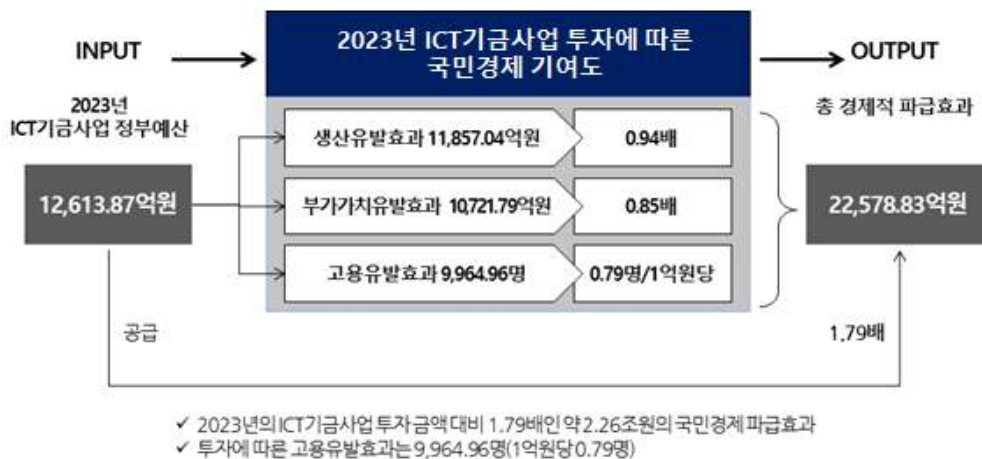 INPUT
2023년 ICT기금사업 투자에 따른
국민경제 기여도
OUTPUT
2023년
ICT기금사업 정부예산
총 경제적 파급효과
생산유발효과 11,857.04억원
0.94배
12,613.87억원
부가가치유발효과 10,721.79억원
0.85배
22,578.83억원
고용유발효과 9,964.96명
0.79명/1억원당
공급
1.79배
✓ 2023년의 ICT기금사업 투자 금액 대비 1.79배인 약 2.26조원의 국민경제 파급효과
✓ 투자에 따른 고용유발효과는 9,964.96명(1억원당 0.79명)